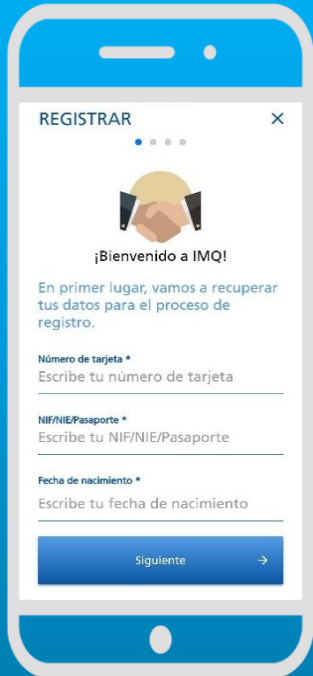 REGISTRAR
¡Bienvenido a IMQ!
En primer lugar, vamos a recuperar
tus datos para el proceso de
registro.
Número de tarjeta *
Escribe tu número de tarjeta
NIF/NIE/Pasaporte *
Escribe tu NIF/NIE/Pasaporte
Fecha de nacimiento *
Escribe tu fecha de nacimiento
Siguiente